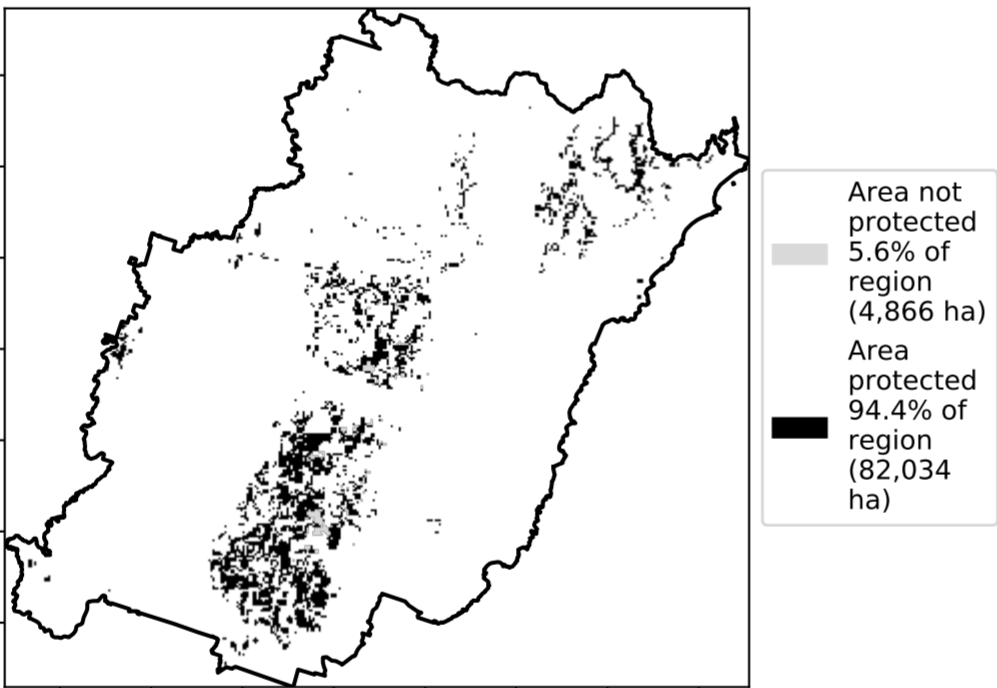 Area not
protected
5.6% of
region
(4,866 ha)
Area
protected
94.4% of
region
(82,034
ha)